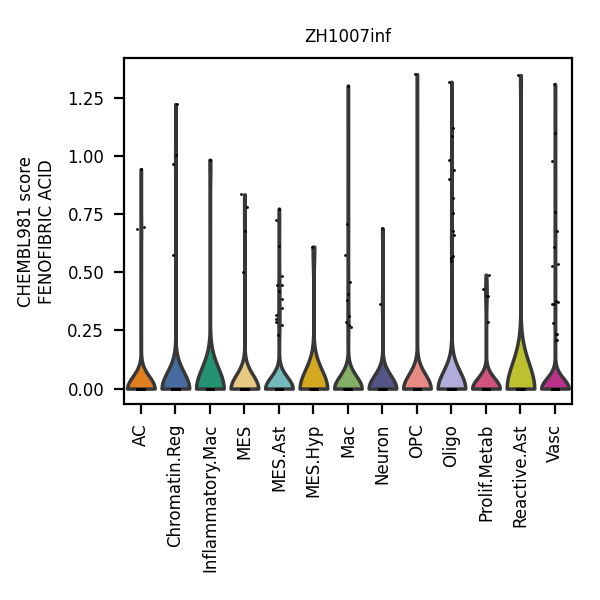 ZH1007inf
CHEMBL981 score
FENOFIBRIC ACID
1.25
1.00
0.75
0.50
0.25
0.00
AC
Chromatin.Reg
Inflammatory.Mac
MES
MES.Ast
MES.Hyp
Mac
Neuron
OPC
Oligo
Prolif.Metab
Reactive.Ast
Vasc